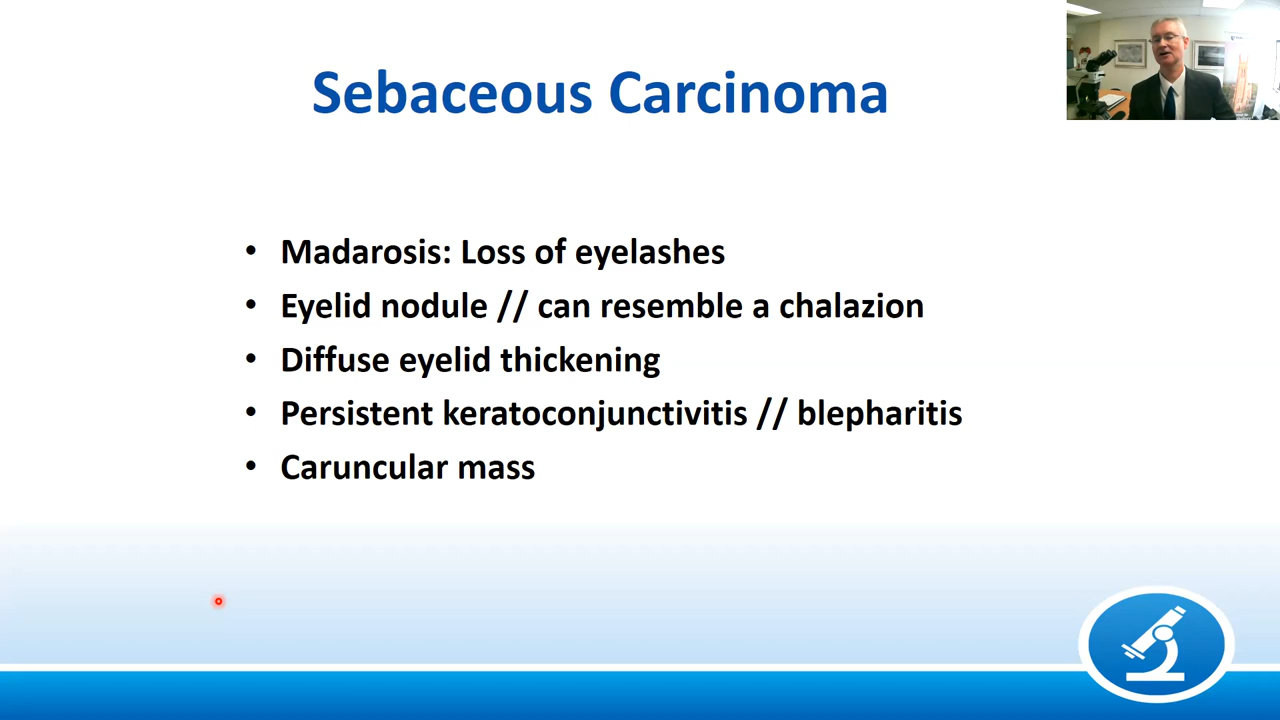 Sebaceous Carcinoma
• Madarosis: Loss of eyelashes
• Eyelid nodule // can resemble a chalazion
• Diffuse eyelid thickening
• Persistent keratoconjunctivitis // blepharitis
• Caruncular mass